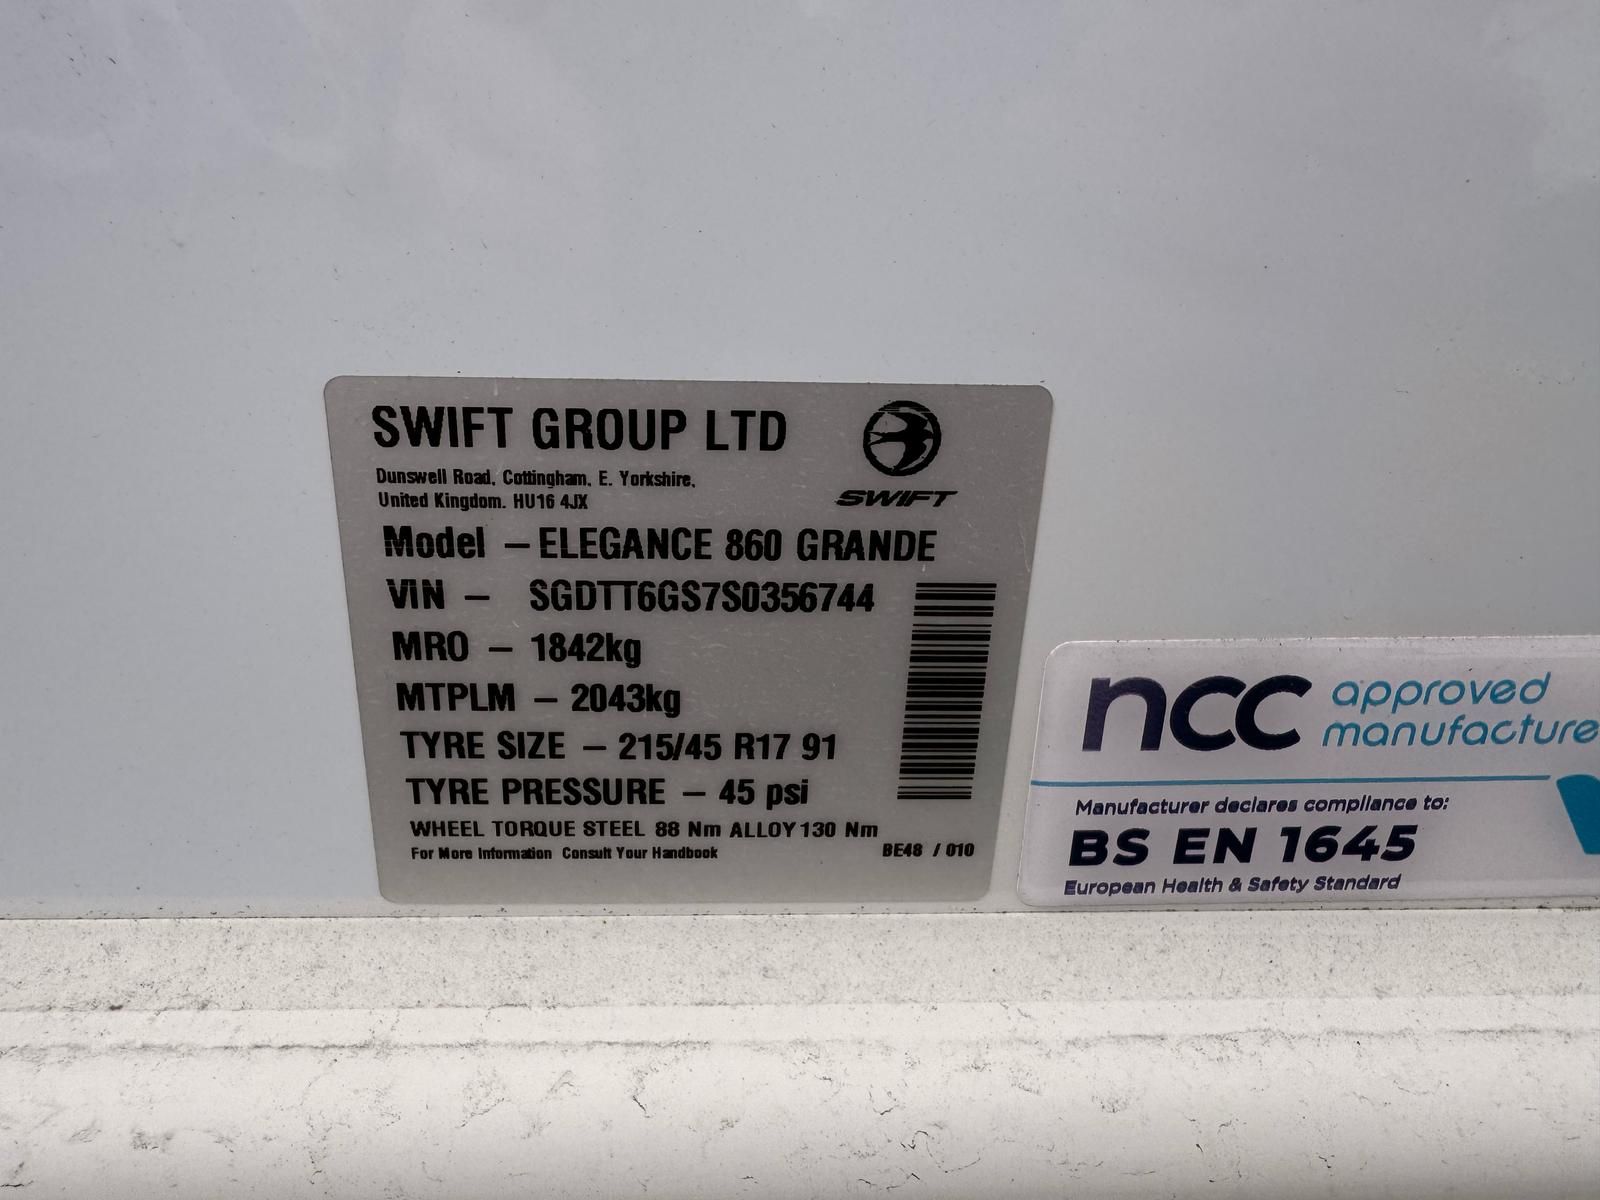 SWIFT GROUP LTD
Dunswell Road, Cottingham, E. Yorkshire,
United Kingdom. HU16 4JX
SWIFT
Model – ELEGANCE 860 GRANDE
VIN – SGDTT6GS7S0356744
MRO – 1842kg
MTPLM – 2043kg
TYRE SIZE – 215/45 R17 91
TYRE PRESSURE – 45 psi
WHEEL TORQUE STEEL 88 Nm ALLOY 130 Nm
For More Information Consult Your Handbook
BE48 / 010
ncc approved
manufacture
Manufacturer declares compliance to:
BS EN 1645
European Health & Safety Standard